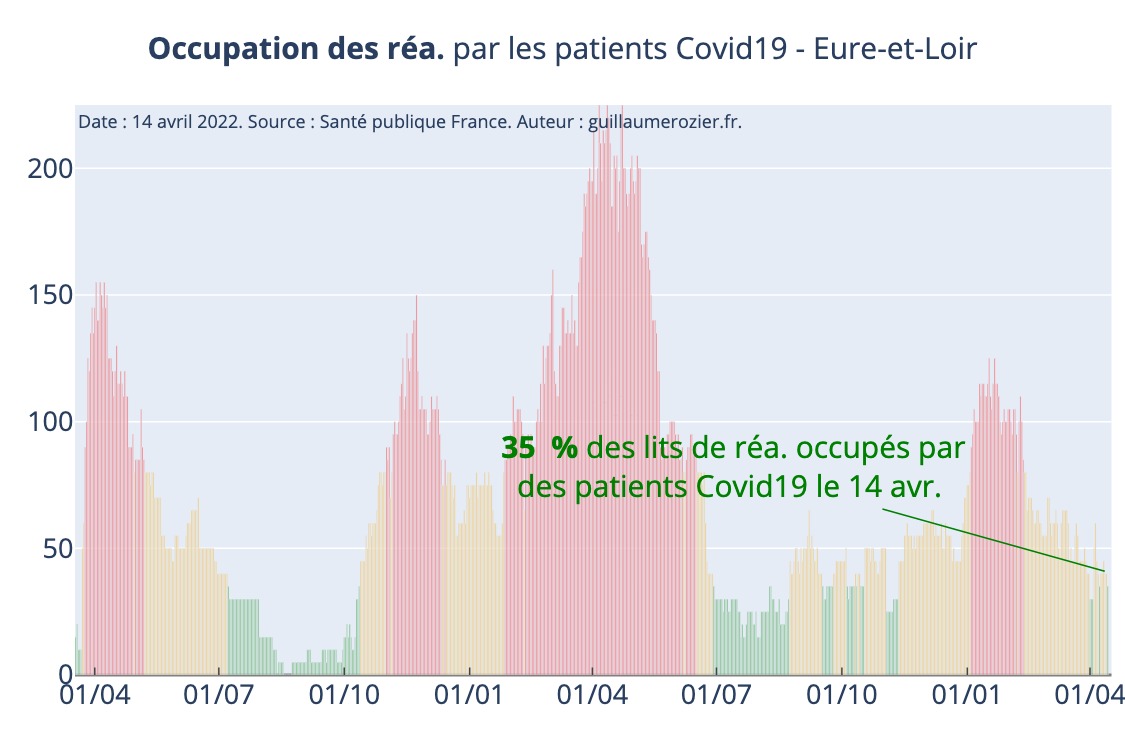 Occupation des réa. par les patients Covid19 - Eure-et-Loir
Date : 14 avril 2022. Source : Santé publique France. Auteur : guillaumerozier.fr.
200
150
100
50
0
35 % des lits de réa. occupés par
des patients Covid19 le 14 avr.
01/04 01/07 01/10 01/01 01/04 01/07 01/10 01/01 01/04